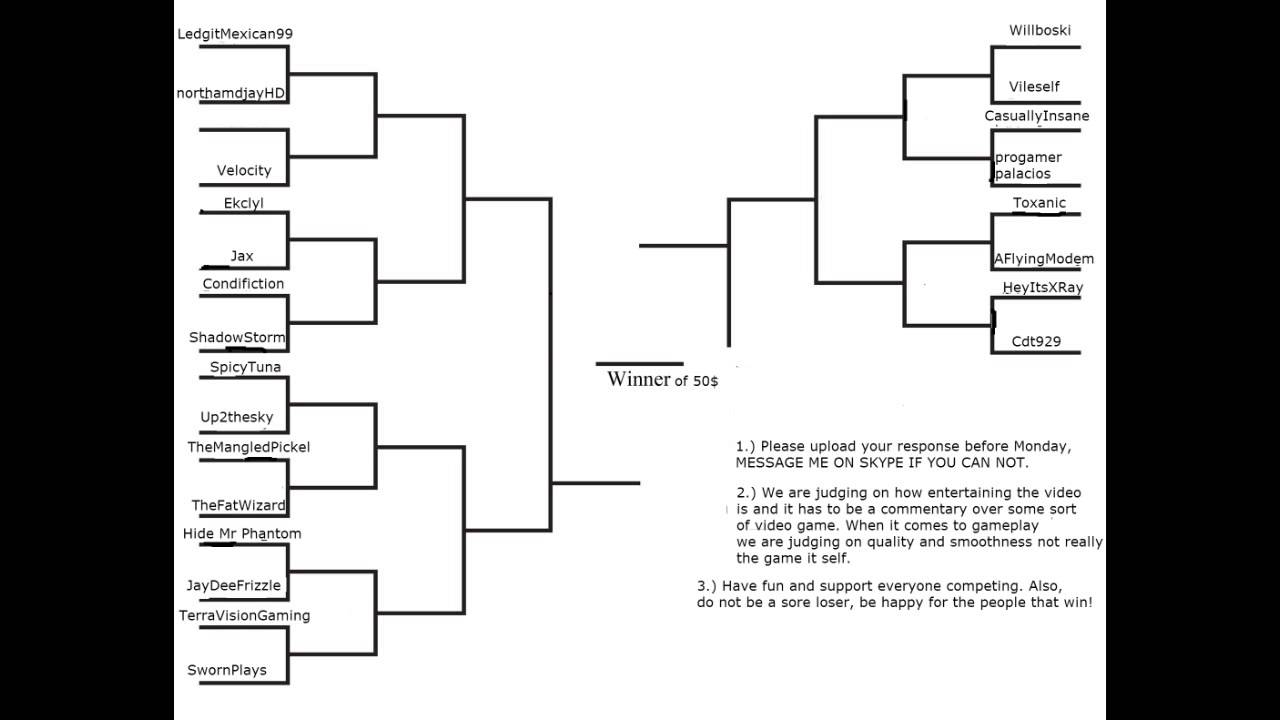 LedgitMexican99
northamdjayHD
Velocity
Ekclyl
Jax
Condifiction
ShadowStorm
SpicyTuna
Up2thesky
TheMangledPickel
TheFatWizard
Hide Mr Phantom
JayDeeFrizzle
TerraVisionGaming
SwornPlays
Willboski
Vileself
CasuallyInsane
progamer
palacios
Toxanic
AFlyingModem
HeyItsXRay
Cdt929
Winner of 50$
1.) Please upload your response before Monday,
MESSAGE ME ON SKYPE IF YOU CAN NOT.
2.) We are judging on how entertaining the video
is and it has to be a commentary over some sort
of video game. When it comes to gameplay
we are judging on quality and smoothness not really
the game it self.
3.) Have fun and support everyone competing. Also,
do not be a sore loser, be happy for the people that win!